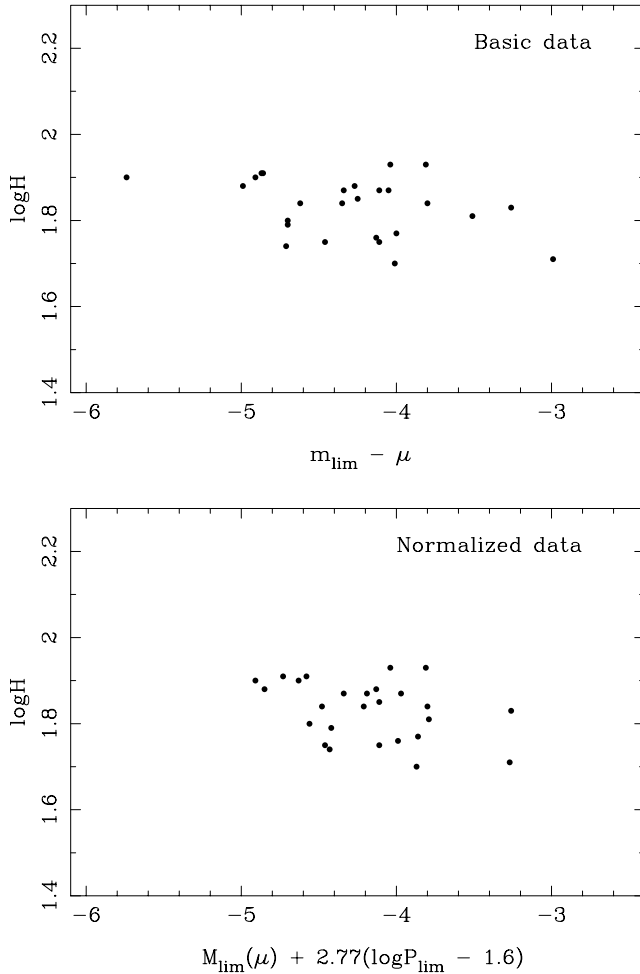 Basic data
2.2
2
1.8
1.6
1.4
logH
−6 −5 −4 −3
m_lim − μ
Normalized data
2.2
2
1.8
1.6
1.4
logH
−6 −5 −4 −3
M_lim(μ) + 2.77(logP_lim − 1.6)